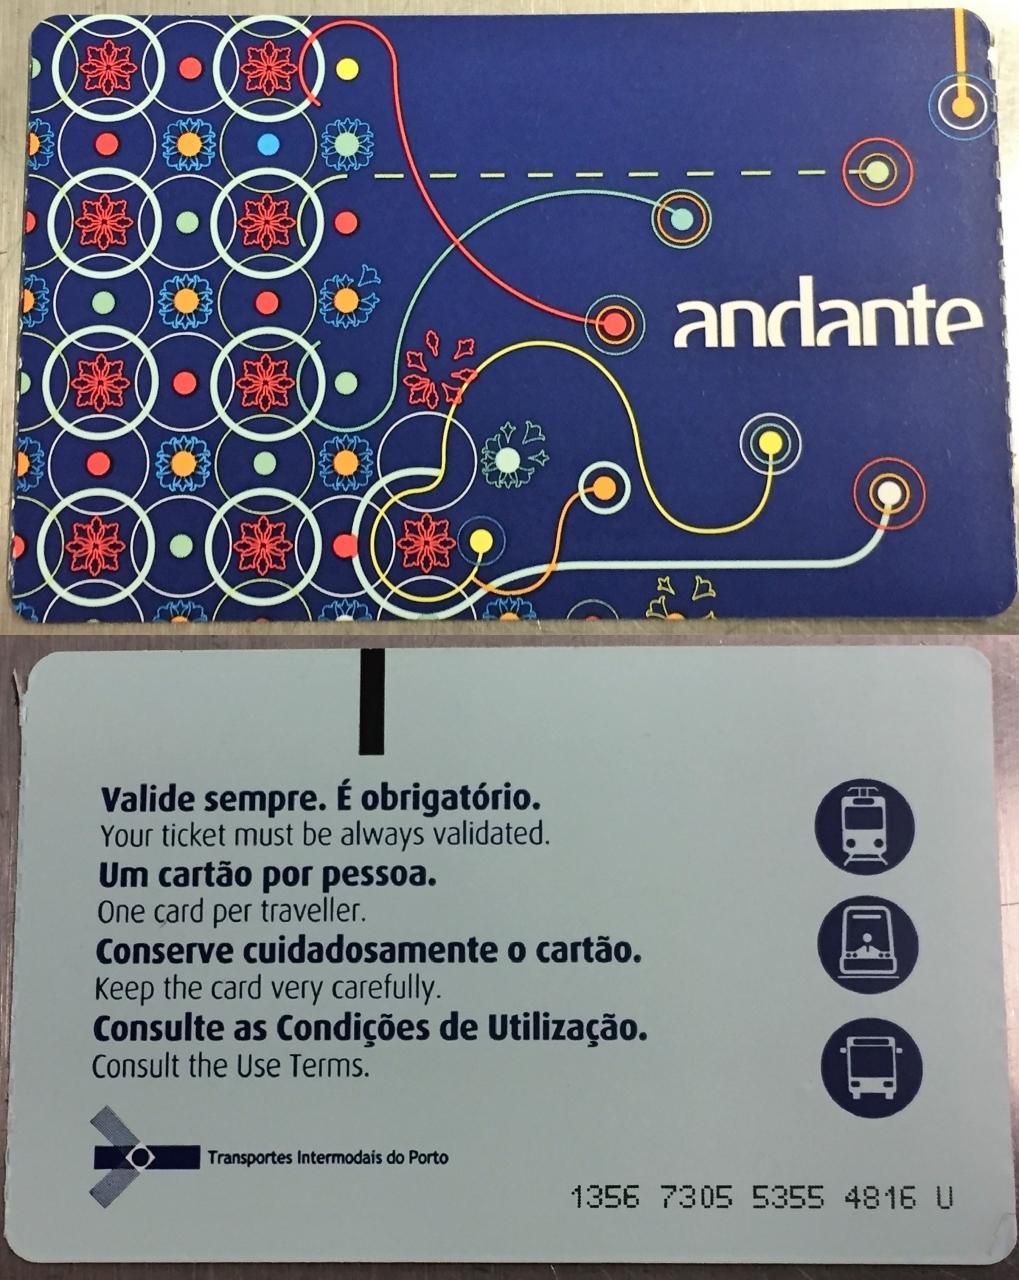 andante
Valide sempre. É obrigatório.
Your ticket must be always validated.
Um cartão por pessoa.
One card per traveller.
Conserve cuidadosamente o cartão.
Keep the card very carefully.
Consulte as Condições de Utilização.
Consult the Use Terms.
Transportes Intermodais do Porto
1356 7305 5355 4816 U